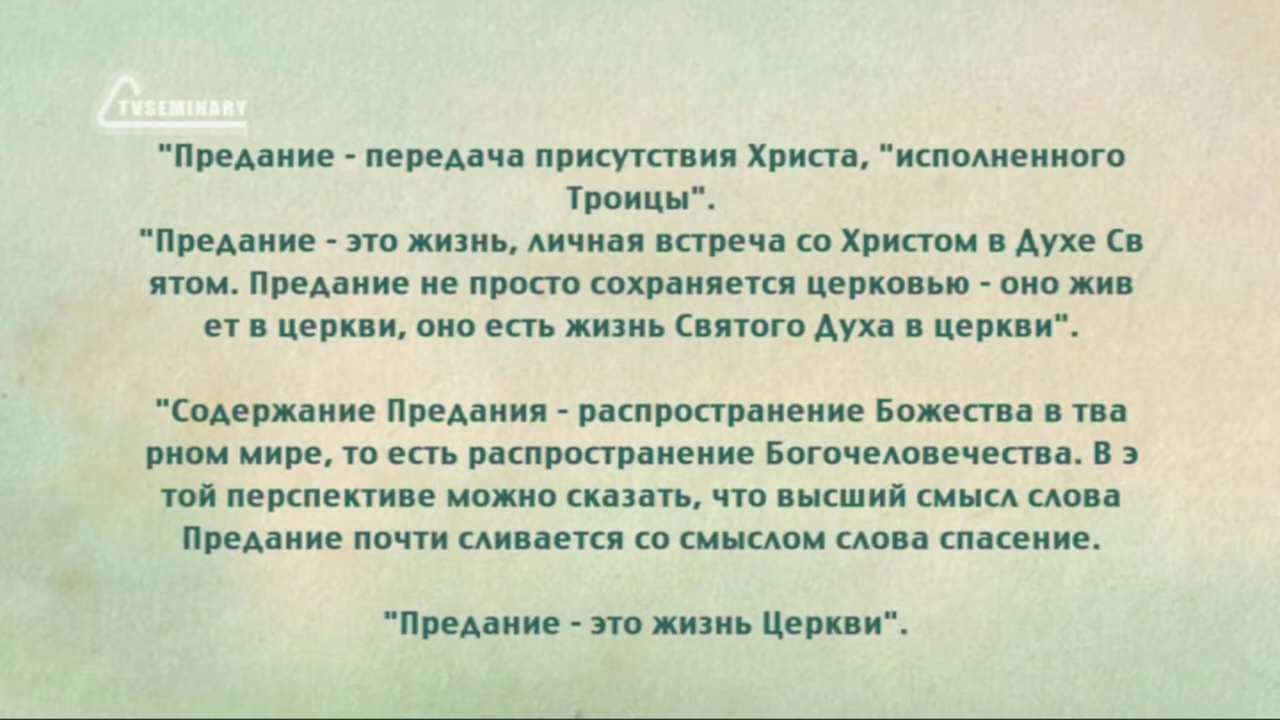 TVSEMINARY
"Предание - передача присутствия Христа, "исполненного
Троицы".
"Предание - это жизнь, личная встреча со Христом в Духе Св
ятом. Предание не просто сохраняется церковью - оно жив
ет в церкви, оно есть жизнь Святого Духа в церкви".
"Содержание Предания - распространение Божества в тва
рном мире, то есть распространение Богочеловечества. В э
той перспективе можно сказать, что высший смысл слова
Предание почти сливается со смыслом слова спасение.
"Предание - это жизнь Церкви".